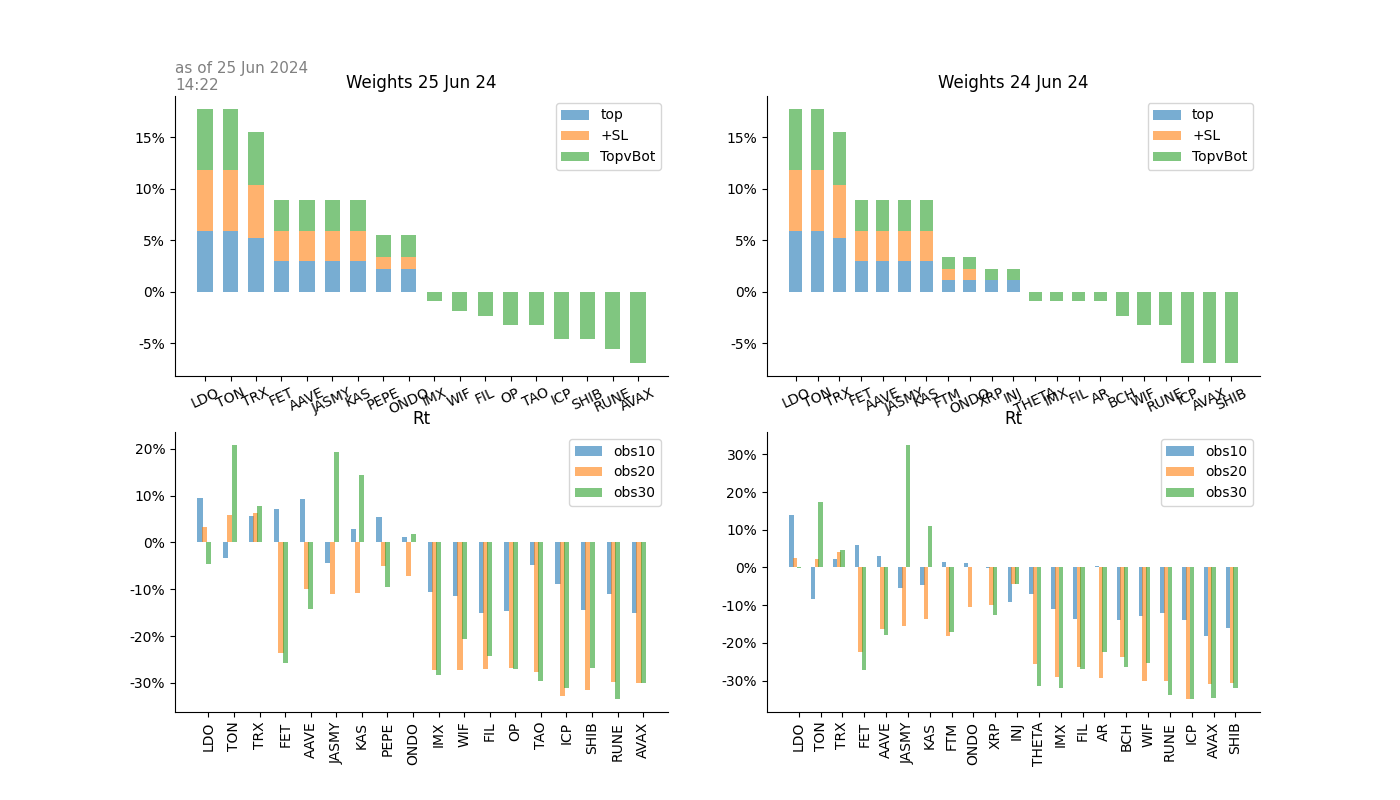 as of 25 Jun 2024
14:22
Weights 25 Jun 24
top
+SL
TopvBot
15%
10%
5%
0%
-5%
LDO TON TRX FET AAVE JASMY KAS PEPE ONDO IMX WIF FIL OP TAO ICP SHIB RUNE AVAX
Weights 24 Jun 24
top
+SL
TopvBot
15%
10%
5%
0%
-5%
LDO TON TRX FET AAVE JASMY KAS FTM ONDO XRP INJ THETA IMX FIL AR BCH WIF RUNE ICP AVAX SHIB
Rt
obs10
obs20
obs30
20%
10%
0%
-10%
-20%
-30%
LDO TON TRX FET AAVE JASMY KAS PEPE ONDO IMX WIF FIL OP TAO ICP SHIB RUNE AVAX
Rt
obs10
obs20
obs30
30%
20%
10%
0%
-10%
-20%
-30%
LDO TON TRX FET AAVE JASMY KAS FTM ONDO XRP INJ THETA IMX FIL AR BCH WIF RUNE ICP AVAX SHIB